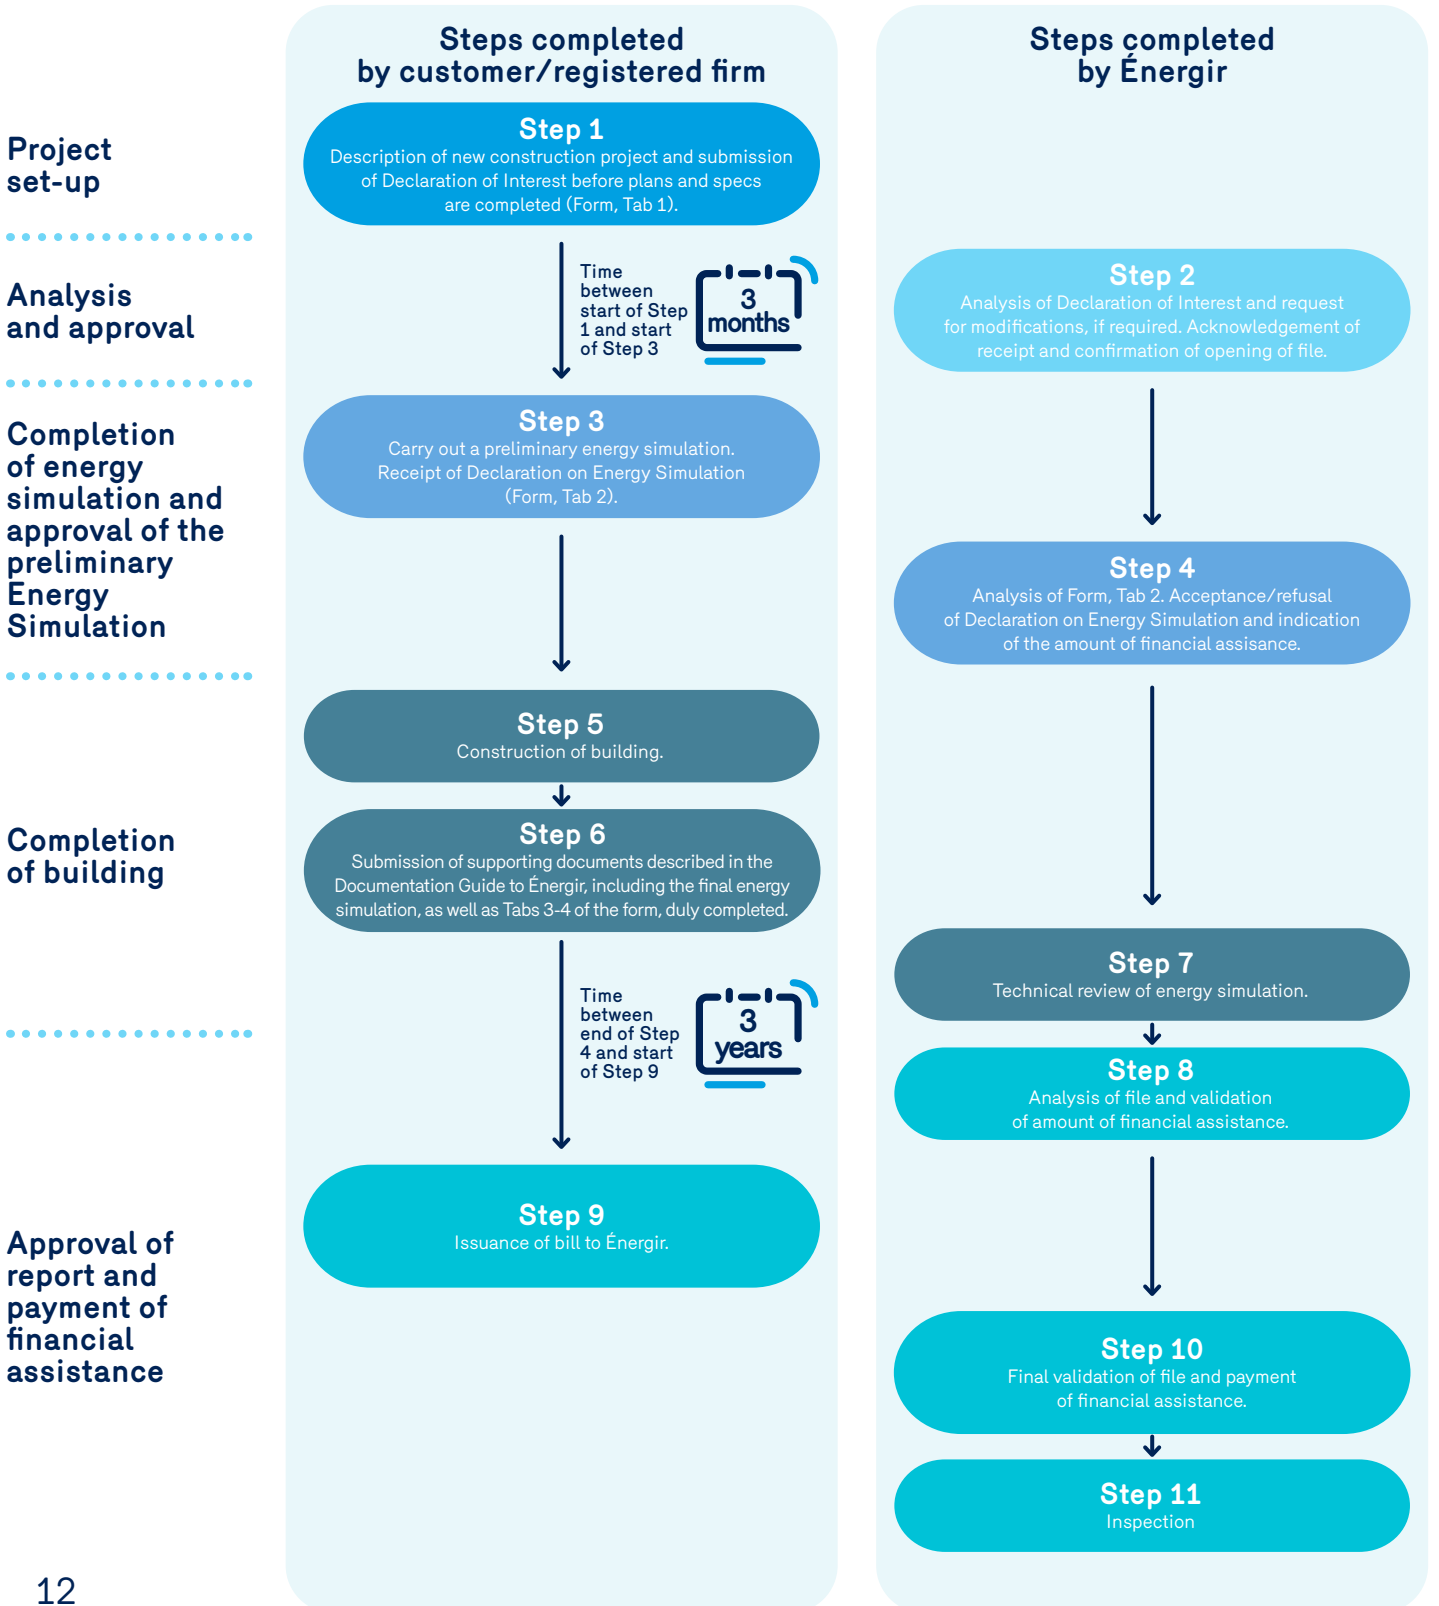 Steps completed
by customer/registered firm
Steps completed
by Énergir
Project
set-up
Step 1
Description of new construction project and submission
of Declaration of Interest before plans and specs
are completed (Form, Tab 1).
Analysis
and approval
Time
between
start of Step
1 and start
of Step 3
3
months
Step 2
Analysis of Declaration of Interest and request
for modifications, if required. Acknowledgement of
receipt and confirmation of opening of file.
Completion
of energy
simulation and
approval of the
preliminary
Energy
Simulation
Step 3
Carry out a preliminary energy simulation.
Receipt of Declaration on Energy Simulation
(Form, Tab 2).
Step 4
Analysis of Form, Tab 2. Acceptance/refusal
of Declaration on Energy Simulation and indication
of the amount of financial assisance.
Completion
of building
Step 5
Construction of building.
Step 6
Submission of supporting documents described in the
Documentation Guide to Énergir, including the final energy
simulation, as well as Tabs 3-4 of the form, duly completed.
Step 7
Technical review of energy simulation.
Time
between
end of Step
4 and start
of Step 9
3
years
Step 8
Analysis of file and validation
of amount of financial assistance.
Approval of
report and
payment of
financial
assistance
Step 9
Issuance of bill to Énergir.
Step 10
Final validation of file and payment
of financial assistance.
Step 11
Inspection
12